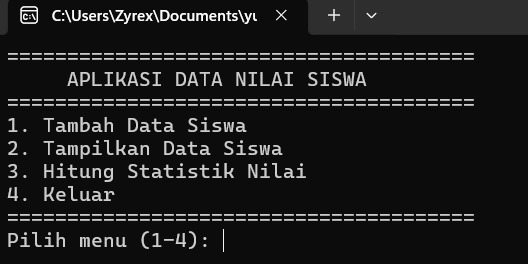 C:\Users\Zyrex\Documents\yu
=======================================
APLIKASI DATA NILAI SISWA
=======================================
1. Tambah Data Siswa
2. Tampilkan Data Siswa
3. Hitung Statistik Nilai
4. Keluar
=======================================
Pilih menu (1-4):